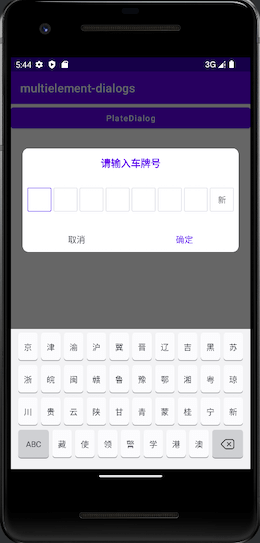 5:44 3G
multielement-dialogs
PlateDialog
请输入车牌号
新
取消 确定
京 津 渝 沪 冀 晋 辽 吉 黑 苏
浙 皖 闽 赣 鲁 豫 鄂 湘 粤 琼
川 贵 云 陕 甘 青 蒙 桂 宁 新
ABC 藏 使 领 警 学 港 澳